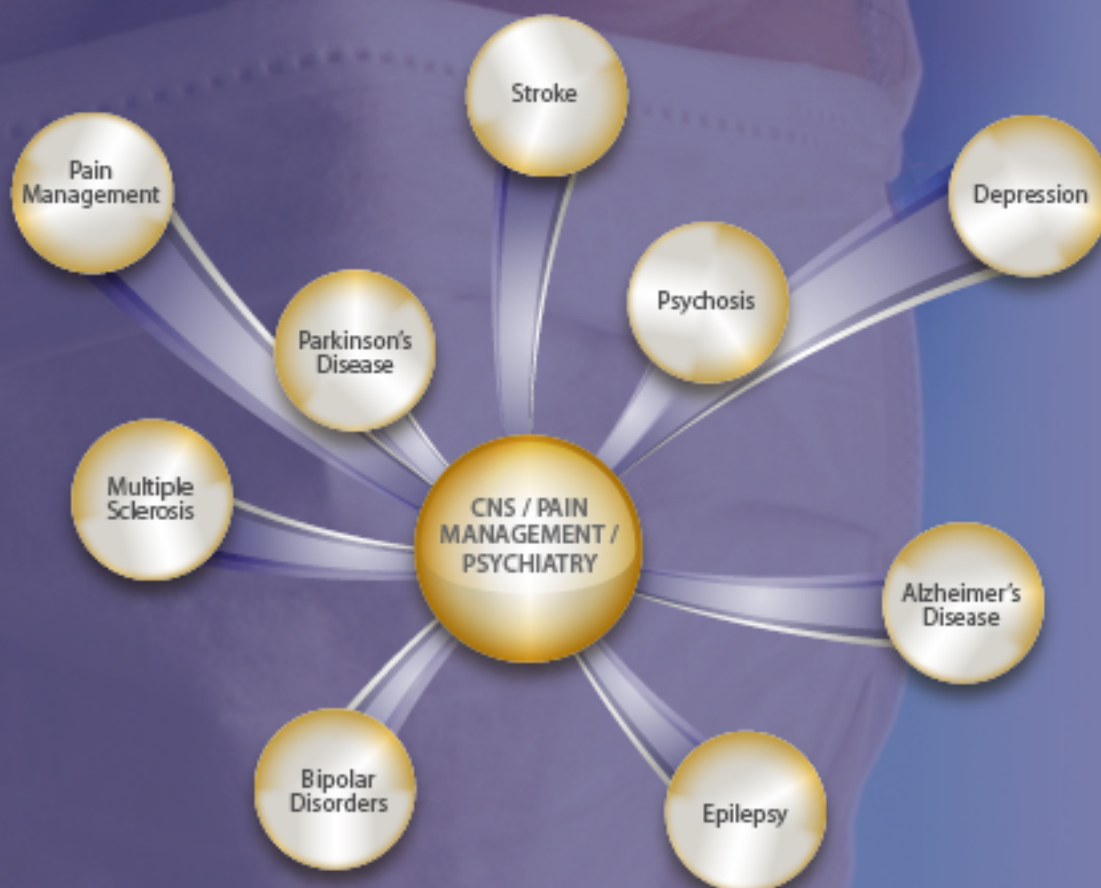 Stroke
Pain
Management
Depression
Psychosis
Parkinson's
Disease
Multiple
Sclerosis
CNS / PAIN
MANAGEMENT /
PSYCHIATRY
Alzheimer's
Disease
Bipolar
Disorders
Epilepsy